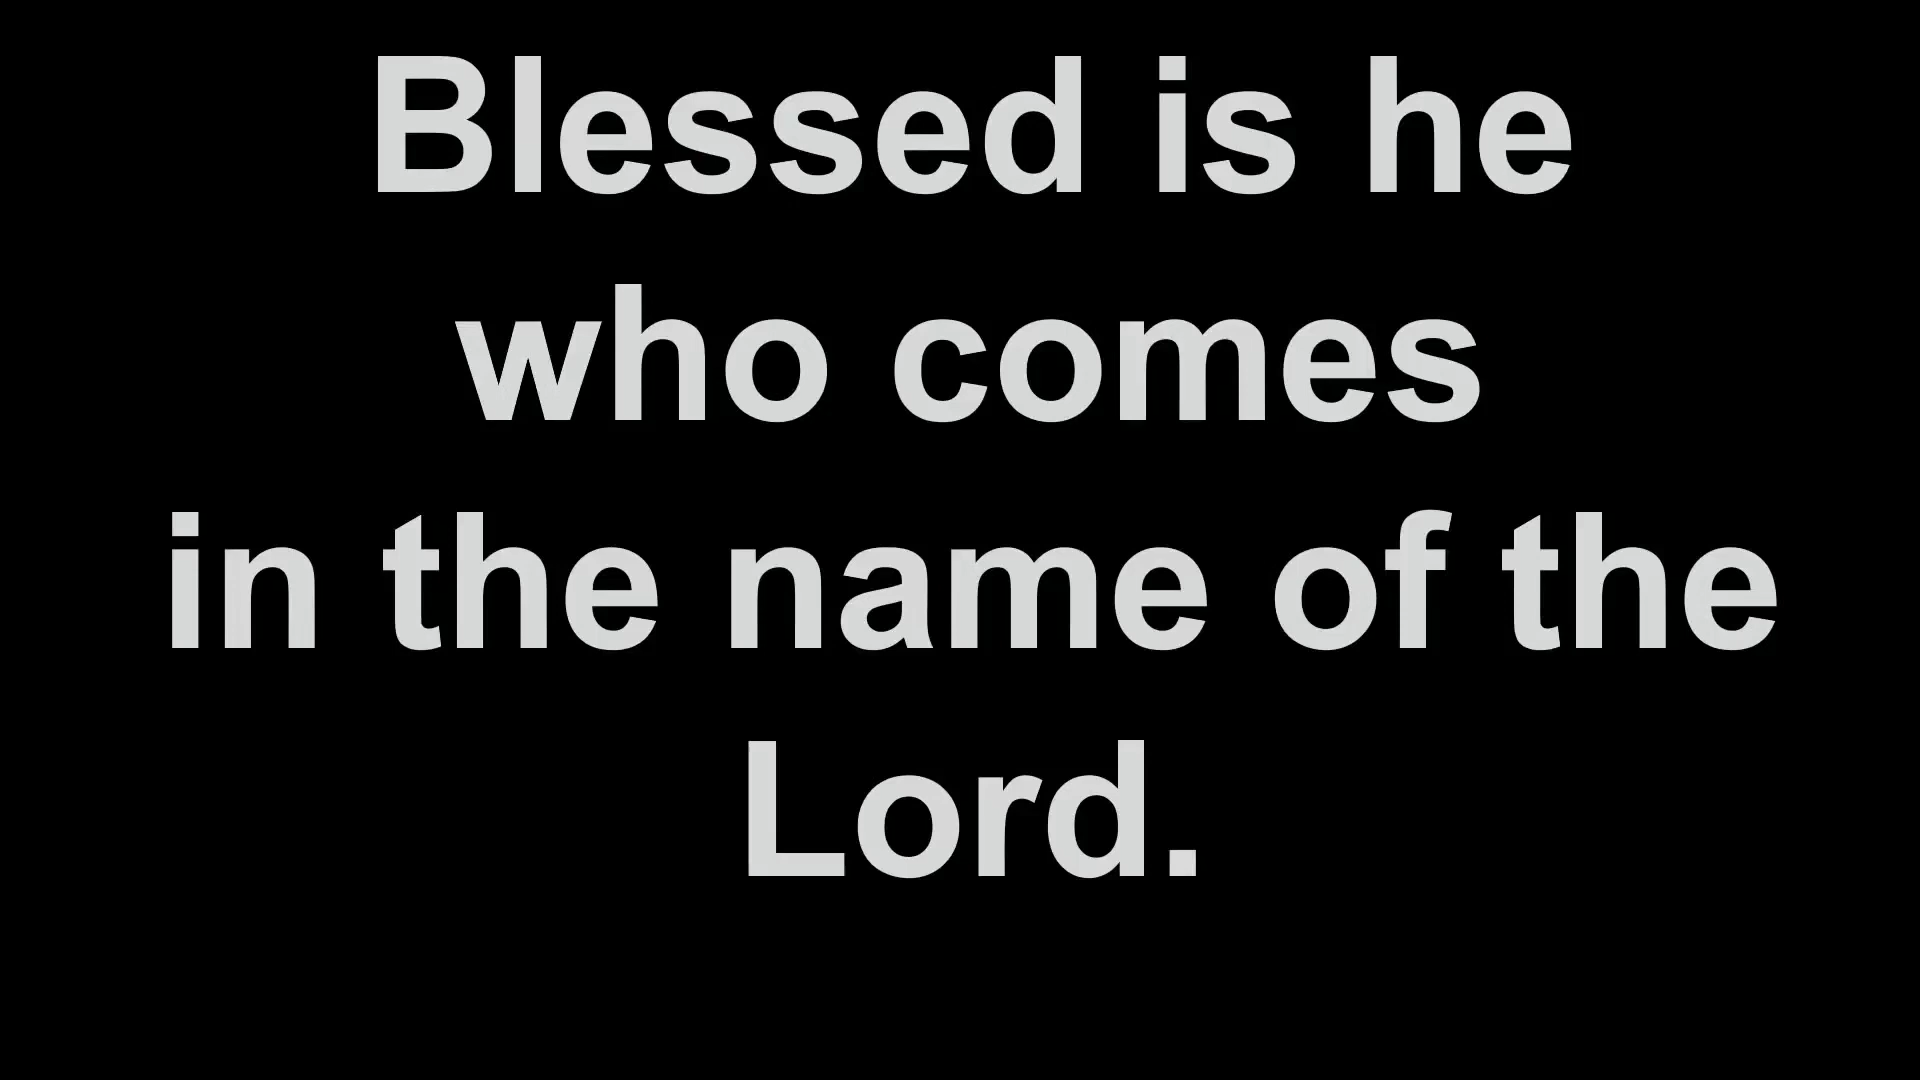 Blessed is he
who comes
in the name of the
Lord.